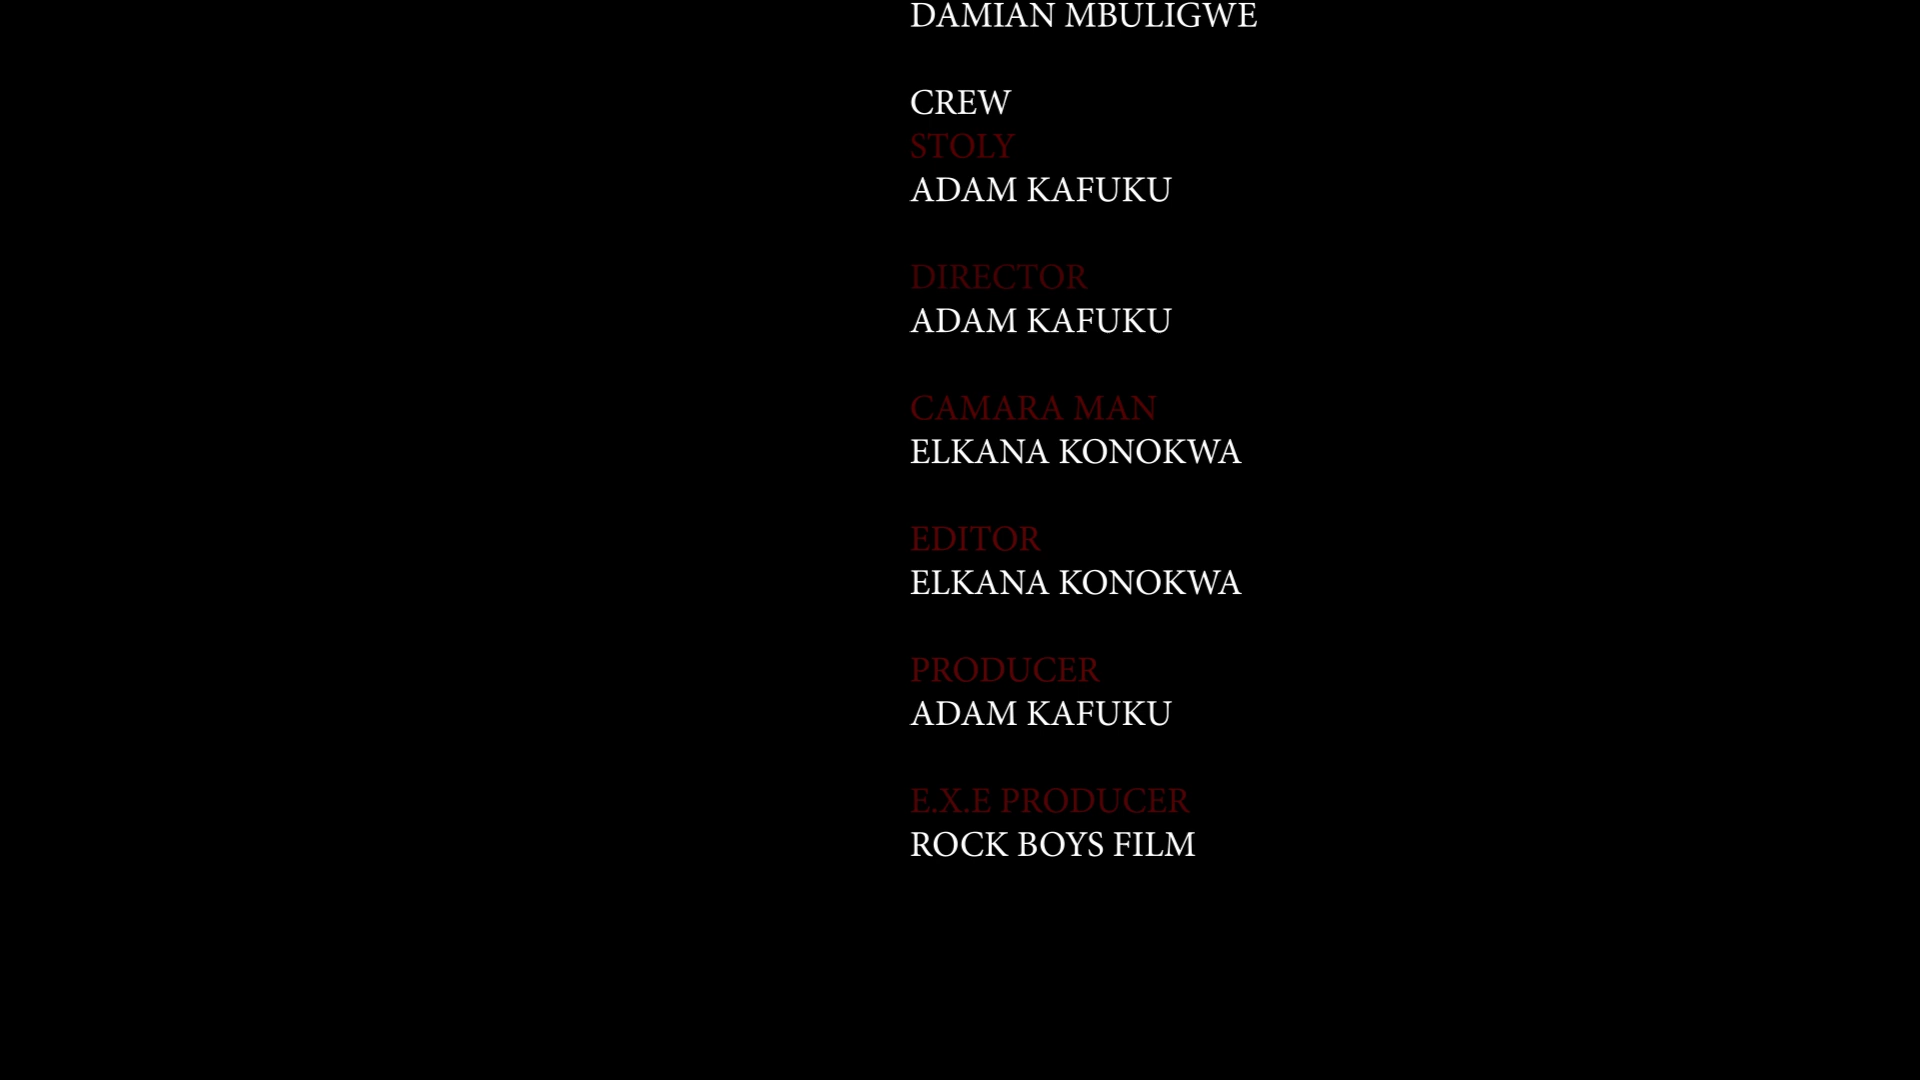 DAMIAN MBULIGWE
CREW
STOLY
ADAM KAFUKU
DIRECTOR
ADAM KAFUKU
CAMARA MAN
ELKANA KONOKWA
EDITOR
ELKANA KONOKWA
PRODUCER
ADAM KAFUKU
E.X.E PRODUCER
ROCK BOYS FILM